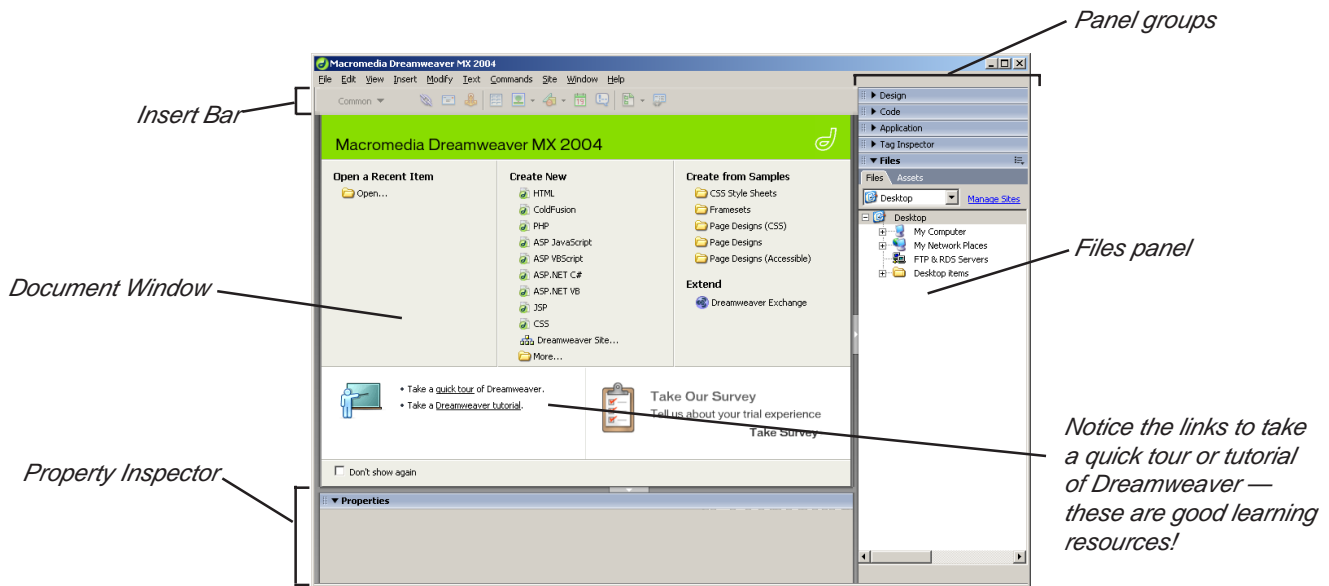 Panel groups
Macromedia Dreamweaver MX 2004
File Edit View Insert Modify Text Commands Site Window Help
Insert Bar
Common
Design
Code
Application
Tag Inspector
Files
Files Assets
Desktop Manage Sites
Desktop
My Computer
My Network Places
FTP & RDS Servers
Desktop items
Files panel
Macromedia Dreamweaver MX 2004
Open a Recent Item
Open...
Create New
HTML
ColdFusion
PHP
ASP JavaScript
ASP VBScript
ASP.NET C#
ASP.NET VB
JSP
CSS
Dreamweaver Site...
More...
Create from Samples
CSS Style Sheets
Framesets
Page Designs (CSS)
Page Designs
Page Designs (Accessible)
Extend
Dreamweaver Exchange
Document Window
• Take a quick tour of Dreamweaver.
• Take a Dreamweaver tutorial.
Take Our Survey
Tell us about your trial experience
Take Survey
Don't show again
Notice the links to take
a quick tour or tutorial
of Dreamweaver —
these are good learning
resources!
Property Inspector
Properties